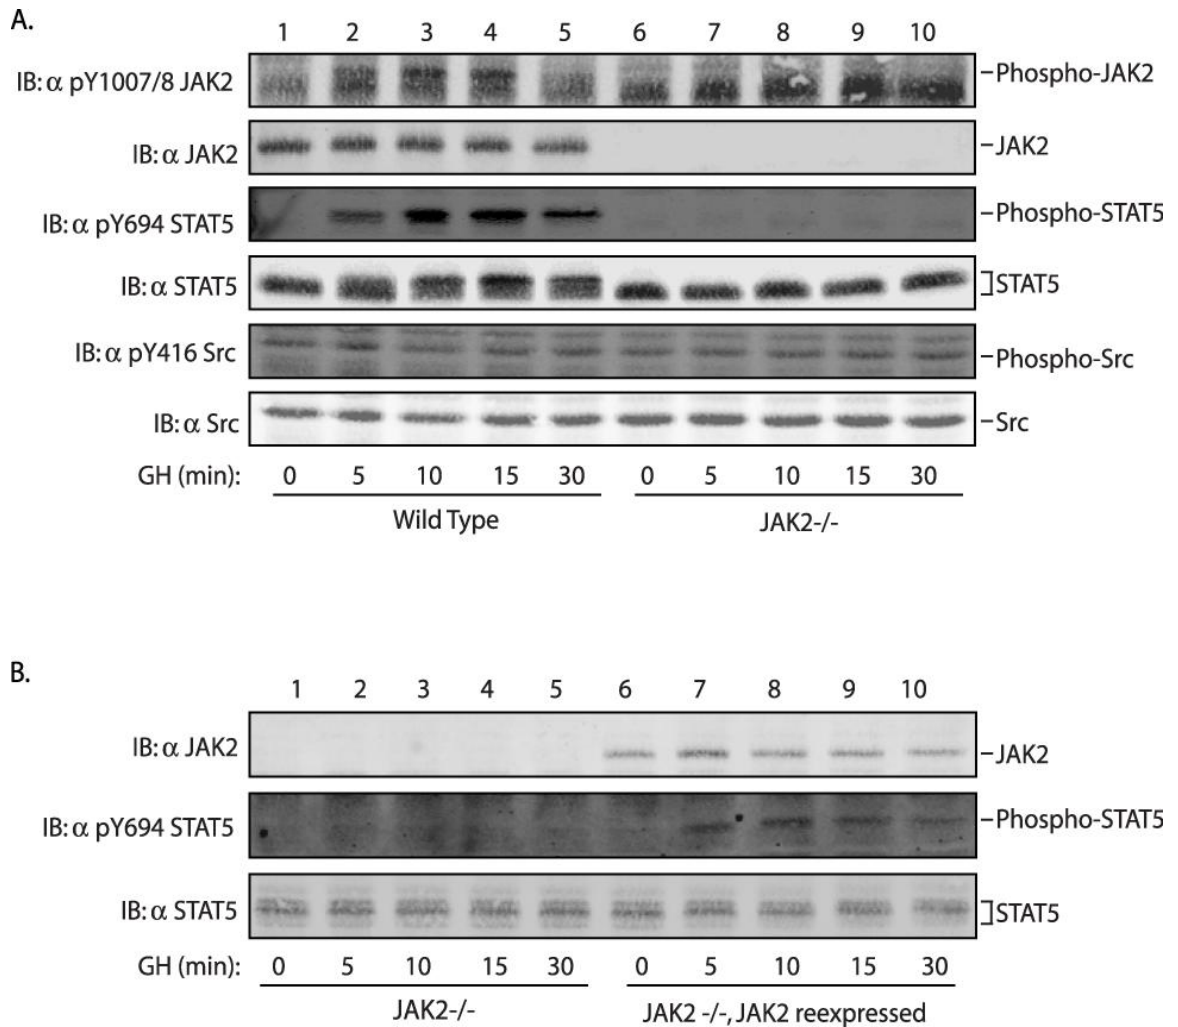 A.
1 2 3 4 5 6 7 8 9 10
IB: α pY1007/8 JAK2 –Phospho-JAK2
IB: α JAK2 –JAK2
IB: α pY694 STAT5 –Phospho-STAT5
IB: α STAT5 ]STAT5
IB: α pY416 Src –Phospho-Src
IB: α Src –Src
GH (min): 0 5 10 15 30 0 5 10 15 30
Wild Type JAK2-/-
B.
1 2 3 4 5 6 7 8 9 10
IB: α JAK2 –JAK2
IB: α pY694 STAT5 –Phospho-STAT5
IB: α STAT5 ]STAT5
GH (min): 0 5 10 15 30 0 5 10 15 30
JAK2-/- JAK2 -/-, JAK2 reexpressed